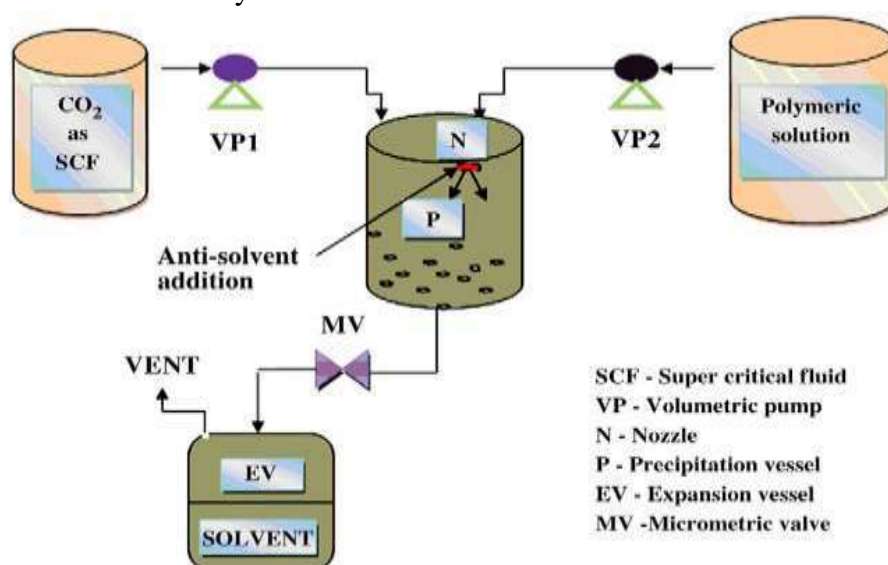 CO2
as
SCF
VP1
N
VP2
Polymeric
solution
P
Anti-solvent
addition
MV
VENT
EV
SOLVENT
SCF - Super critical fluid
VP - Volumetric pump
N - Nozzle
P - Precipitation vessel
EV - Expansion vessel
MV -Micrometric valve